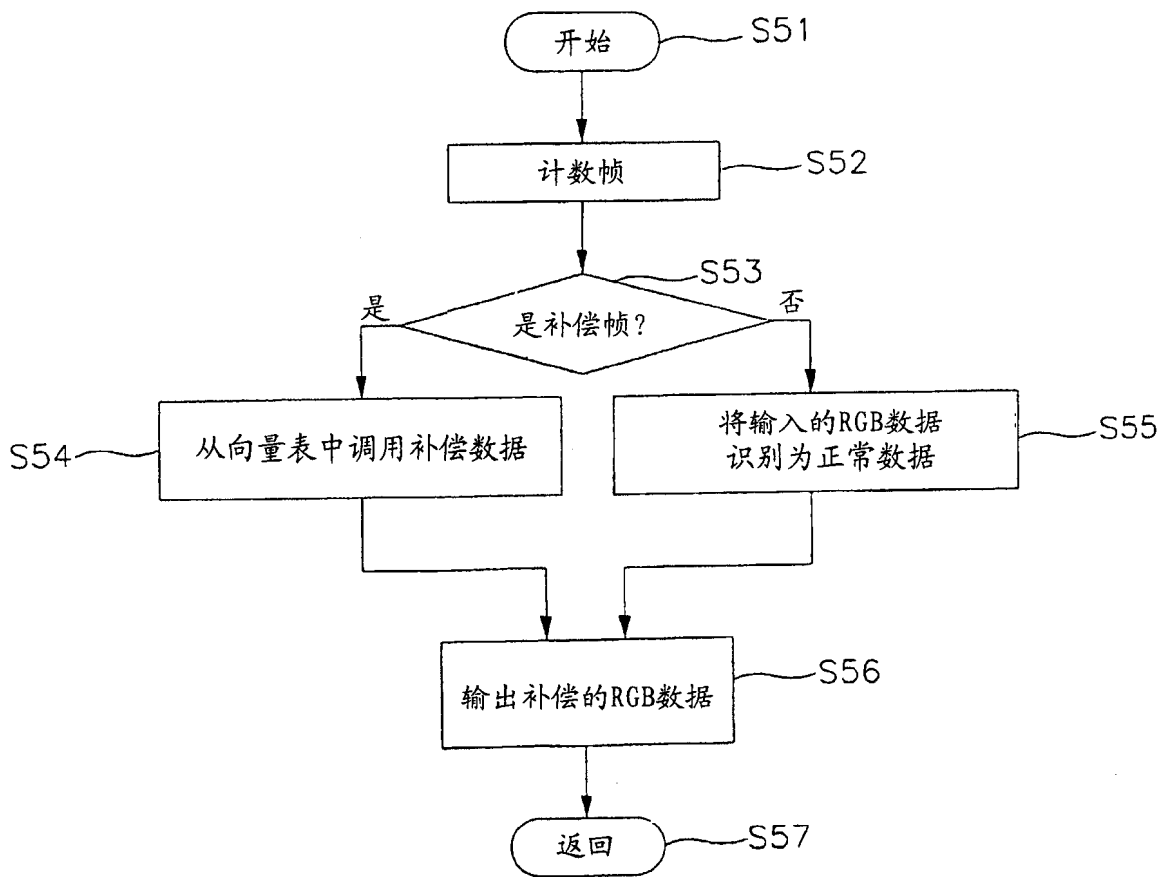 开始
S51
计数帧
S52
S53
是
否
是补偿帧?
从向量表中调用补偿数据
S54
将输入的RGB数据
识别为正常数据
S55
输出补偿的RGB数据
S56
返回
S57